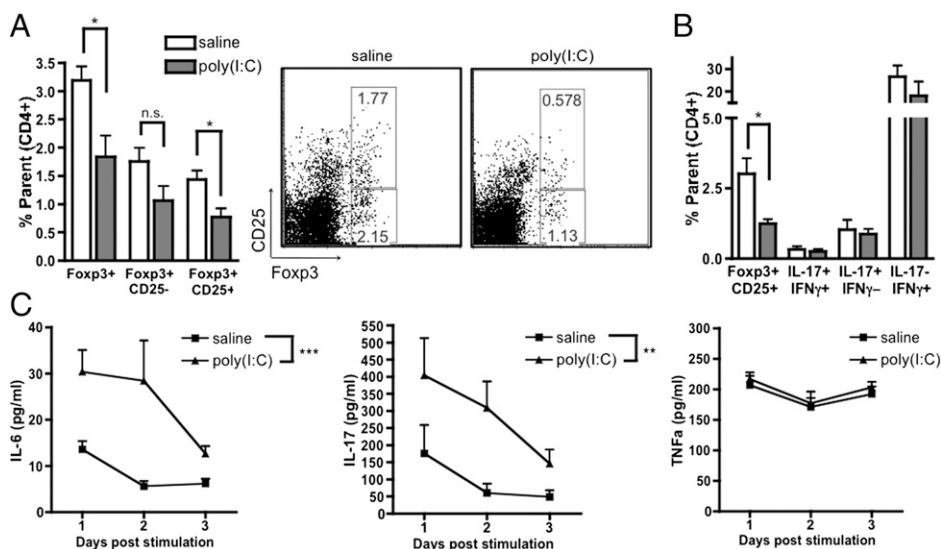 A
saline
poly(I:C)
% Parent (CD4+)
3.5
3.0
2.5
2.0
1.5
1.0
0.5
0.0
*
n.s.
*
Foxp3+
Foxp3+
CD25-
Foxp3+
CD25+
saline
poly(I:C)
1.77
2.15
0.578
1.13
CD25
Foxp3
B
% Parent (CD4+)
30
20
5.0
2.5
0.0
*
Foxp3+
CD25+
IL-17+
IFNγ+
IL-17+
IFNγ–
IL-17-
IFNγ+
C
IL-6 (pg/ml)
40
30
20
10
0
saline
poly(I:C)
***
1 2 3
Days post stimulation
IL-17 (pg/ml)
550
500
450
400
350
300
250
200
150
100
50
0
saline
poly(I:C)
**
1 2 3
Days post stimulation
TNFa (pg/ml)
300
250
200
150
100
50
0
saline
poly(I:C)
1 2 3
Days post stimulation